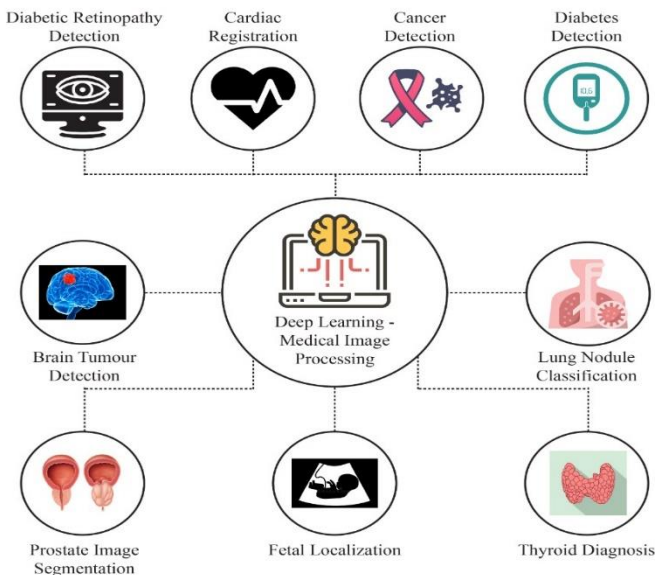 Diabetic Retinopathy
Detection
Cardiac
Registration
Cancer
Detection
Diabetes
Detection
Deep Learning -
Medical Image
Processing
Brain Tumour
Detection
Lung Nodule
Classification
Prostate Image
Segmentation
Fetal Localization
Thyroid Diagnosis